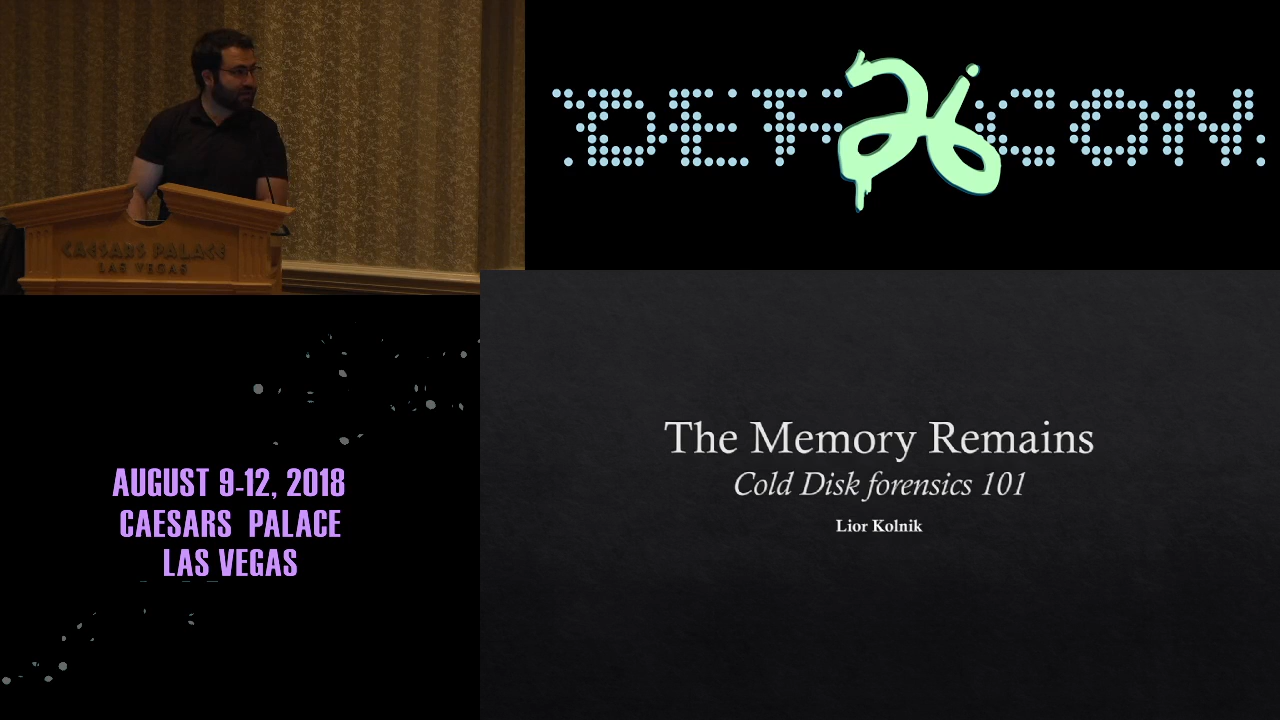 CAESARS PALACE
LAS VEGAS
DEF 26 CON.
AUGUST 9-12, 2018
CAESARS PALACE
LAS VEGAS
The Memory Remains
Cold Disk forensics 101
Lior Kolnik